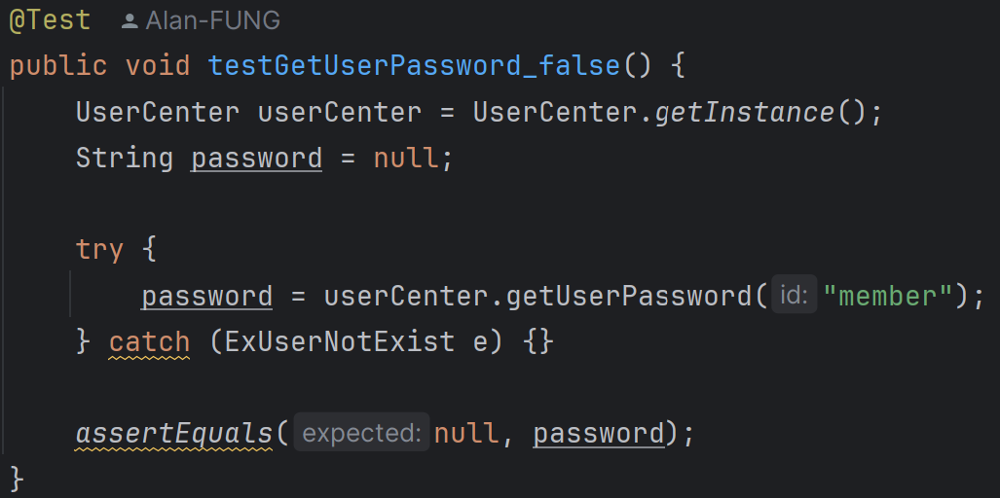 @Test Alan-FUNG
public void testGetUserPassword_false() {
UserCenter userCenter = UserCenter.getInstance();
String password = null;
try {
password = userCenter.getUserPassword( id: "member");
} catch (ExUserNotExist e) {}
assertEquals( expected: null, password);
}